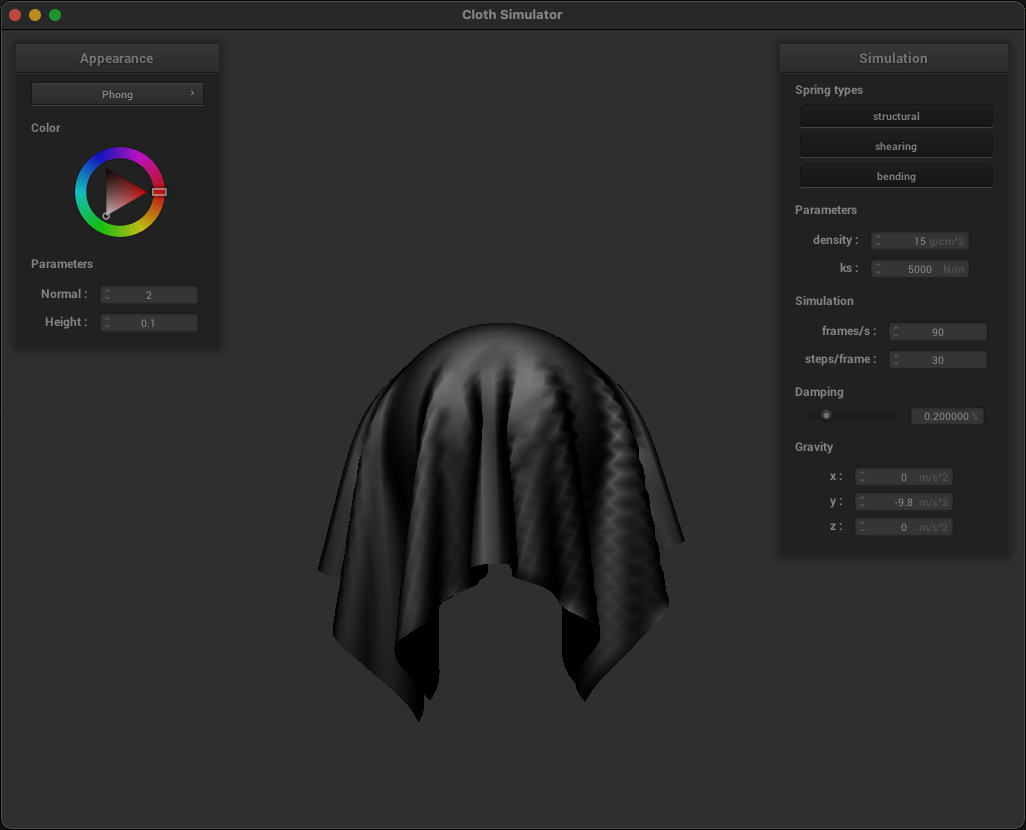 Cloth Simulator
Appearance
Phong ›
Color
Parameters
Normal : 2
Height : 0.1
Simulation
Spring types
structural
shearing
bending
Parameters
density : 15 g/cm^2
ks : 5000 N/m
Simulation
frames/s : 90
steps/frame : 30
Damping
0.200000 %
Gravity
x : 0 m/s^2
y : -9.8 m/s^2
z : 0 m/s^2